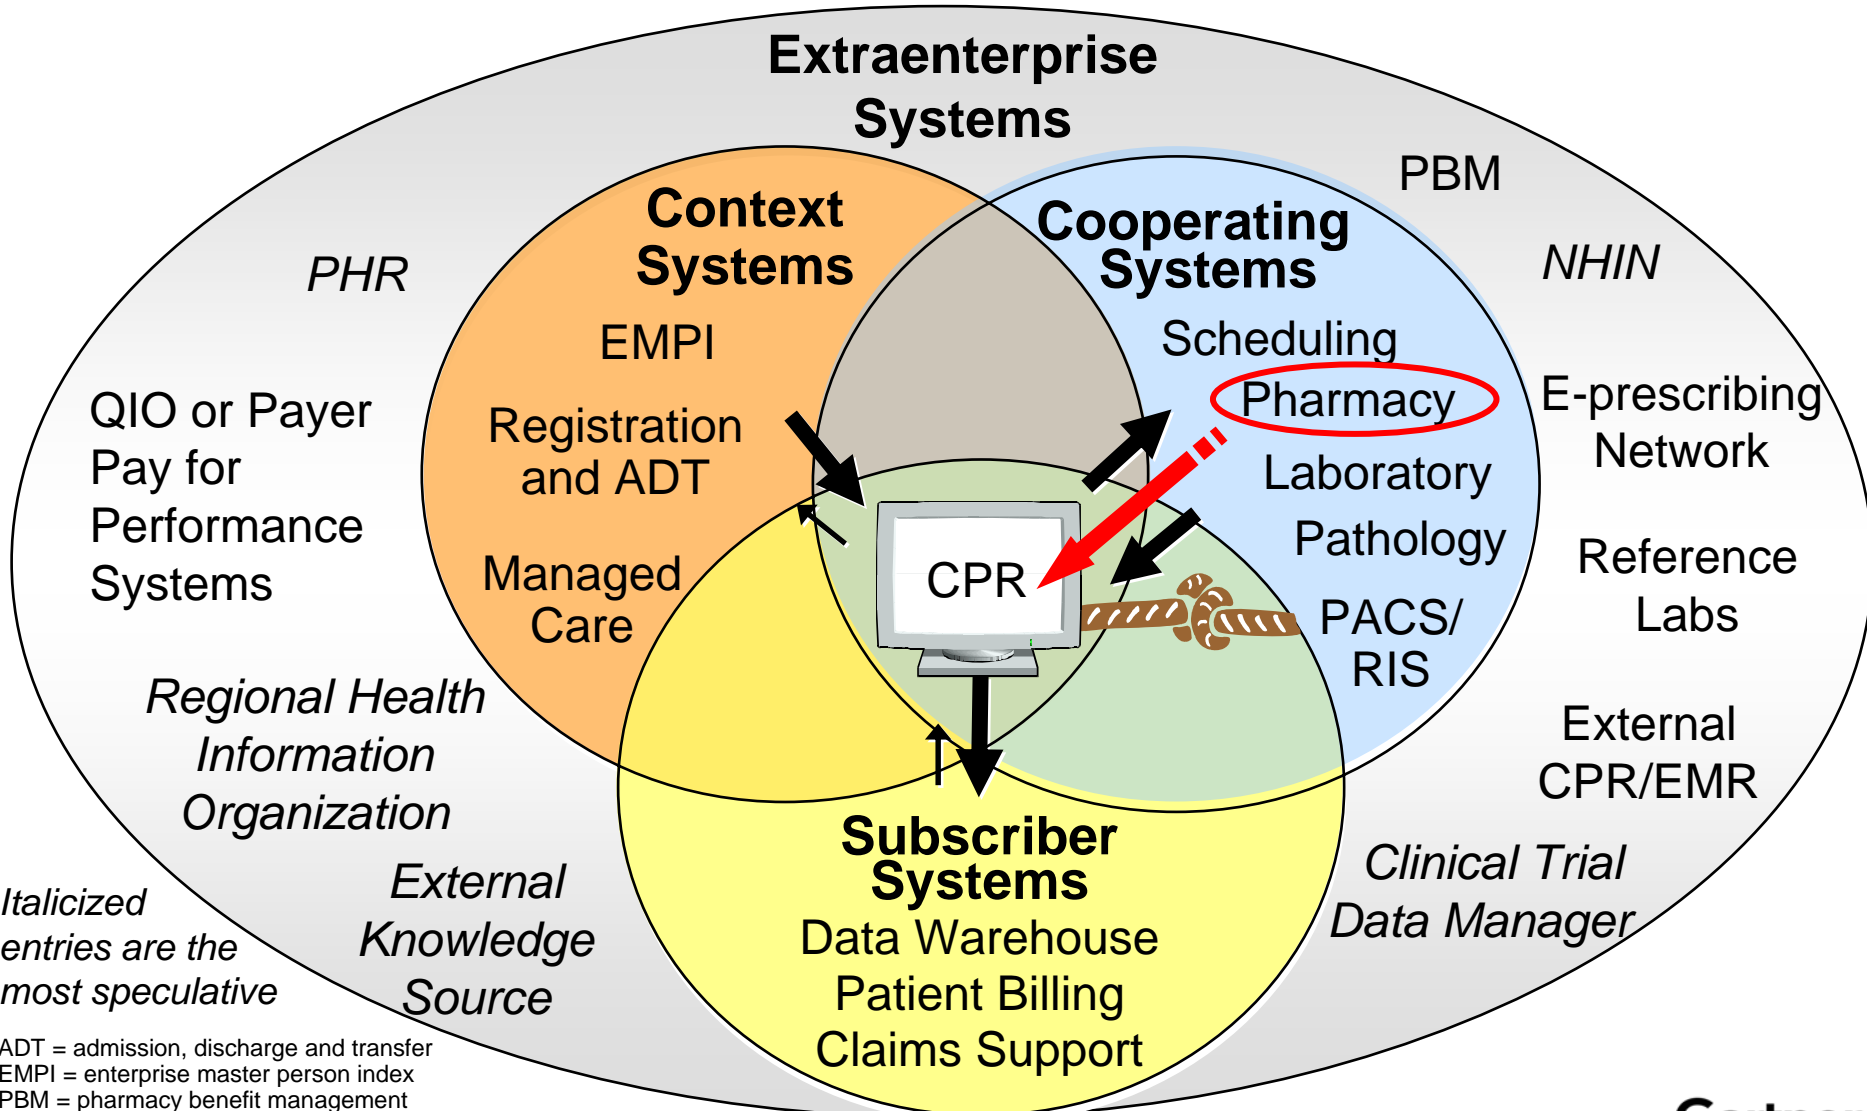 Extraenterprise
Systems
Context
Systems
EMPI
Registration
and ADT
Managed
Care
Cooperating
Systems
Scheduling
Pharmacy
Laboratory
Pathology
PACS/
RIS
CPR
Subscriber
Systems
Data Warehouse
Patient Billing
Claims Support
PHR
QIO or Payer
Pay for
Performance
Systems
Regional Health
Information
Organization
External
Knowledge
Source
PBM
NHIN
E-prescribing
Network
Reference
Labs
External
CPR/EMR
Clinical Trial
Data Manager
Italicized
entries are the
most speculative
ADT = admission, discharge and transfer
EMPI = enterprise master person index
PBM = pharmacy benefit management